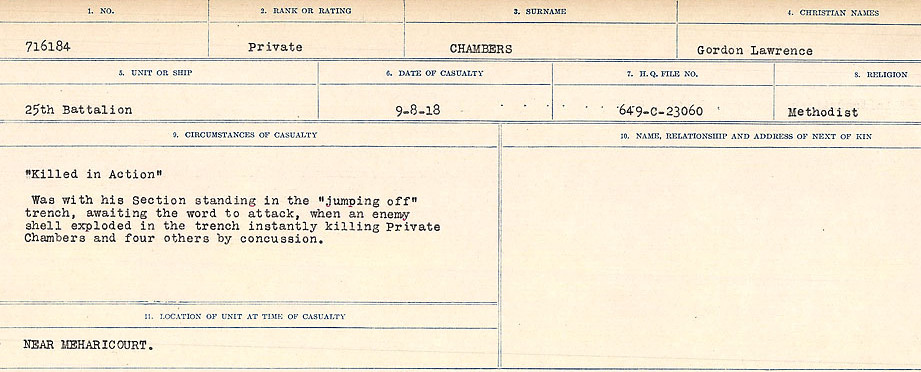 1. NO. 2. RANK OR RATING 3. SURNAME 4. CHRISTIAN NAMES
716184 Private CHAMBERS Gordon Lawrence
5. UNIT OR SHIP 6. DATE OF CASUALTY 7. H.Q. FILE NO. 8. RELIGION
25th Battalion 9-8-18 649-C-23060 Methodist
9. CIRCUMSTANCES OF CASUALTY 10. NAME, RELATIONSHIP AND ADDRESS OF NEXT OF KIN
"Killed in Action"
Was with his Section standing in the "jumping off"
trench, awaiting the word to attack, when an enemy
shell exploded in the trench instantly killing Private
Chambers and four others by concussion.
11. LOCATION OF UNIT AT TIME OF CASUALTY
NEAR MEHARICOURT.